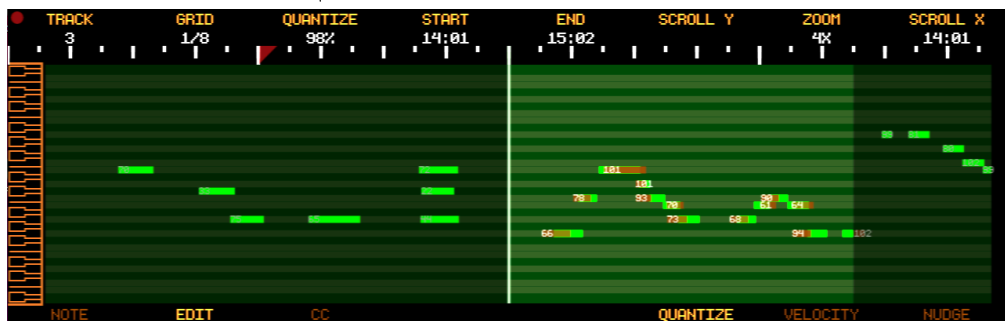 TRACK GRID QUANTIZE START END SCROLL Y ZOOM SCROLL X
3 1/8 98% 14:01 15:02 4X 14:01
101
101
78 93 90
70 61 64
73 68
66 94 102
NOTE EDIT CC QUANTIZE VELOCITY NUDGE